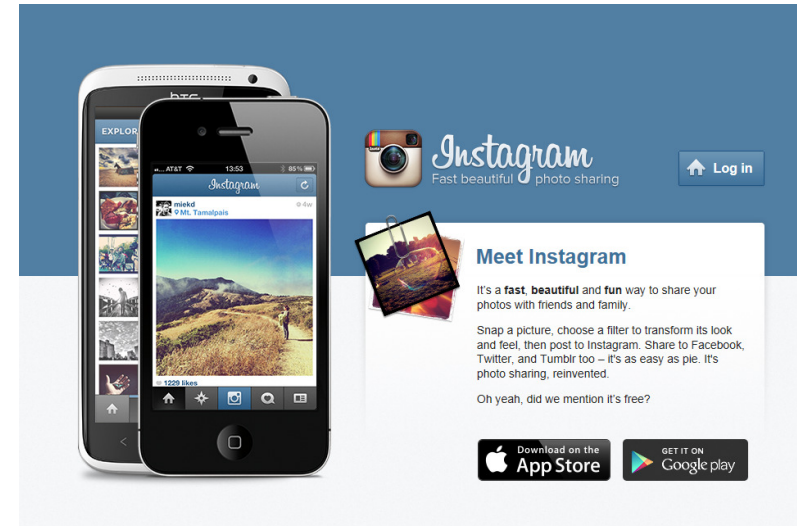 hTC
EXPLOR
AT&T 13:53 85%
Instagram
miekd 4w
Mt. Tamalpais
1229 likes
Instagram
Fast beautiful photo sharing
Log in
Meet Instagram
It's a fast, beautiful and fun way to share your
photos with friends and family.
Snap a picture, choose a filter to transform its look
and feel, then post to Instagram. Share to Facebook,
Twitter, and Tumblr too – it's as easy as pie. It's
photo sharing, reinvented.
Oh yeah, did we mention it's free?
Download on the
App Store
GET IT ON
Google play